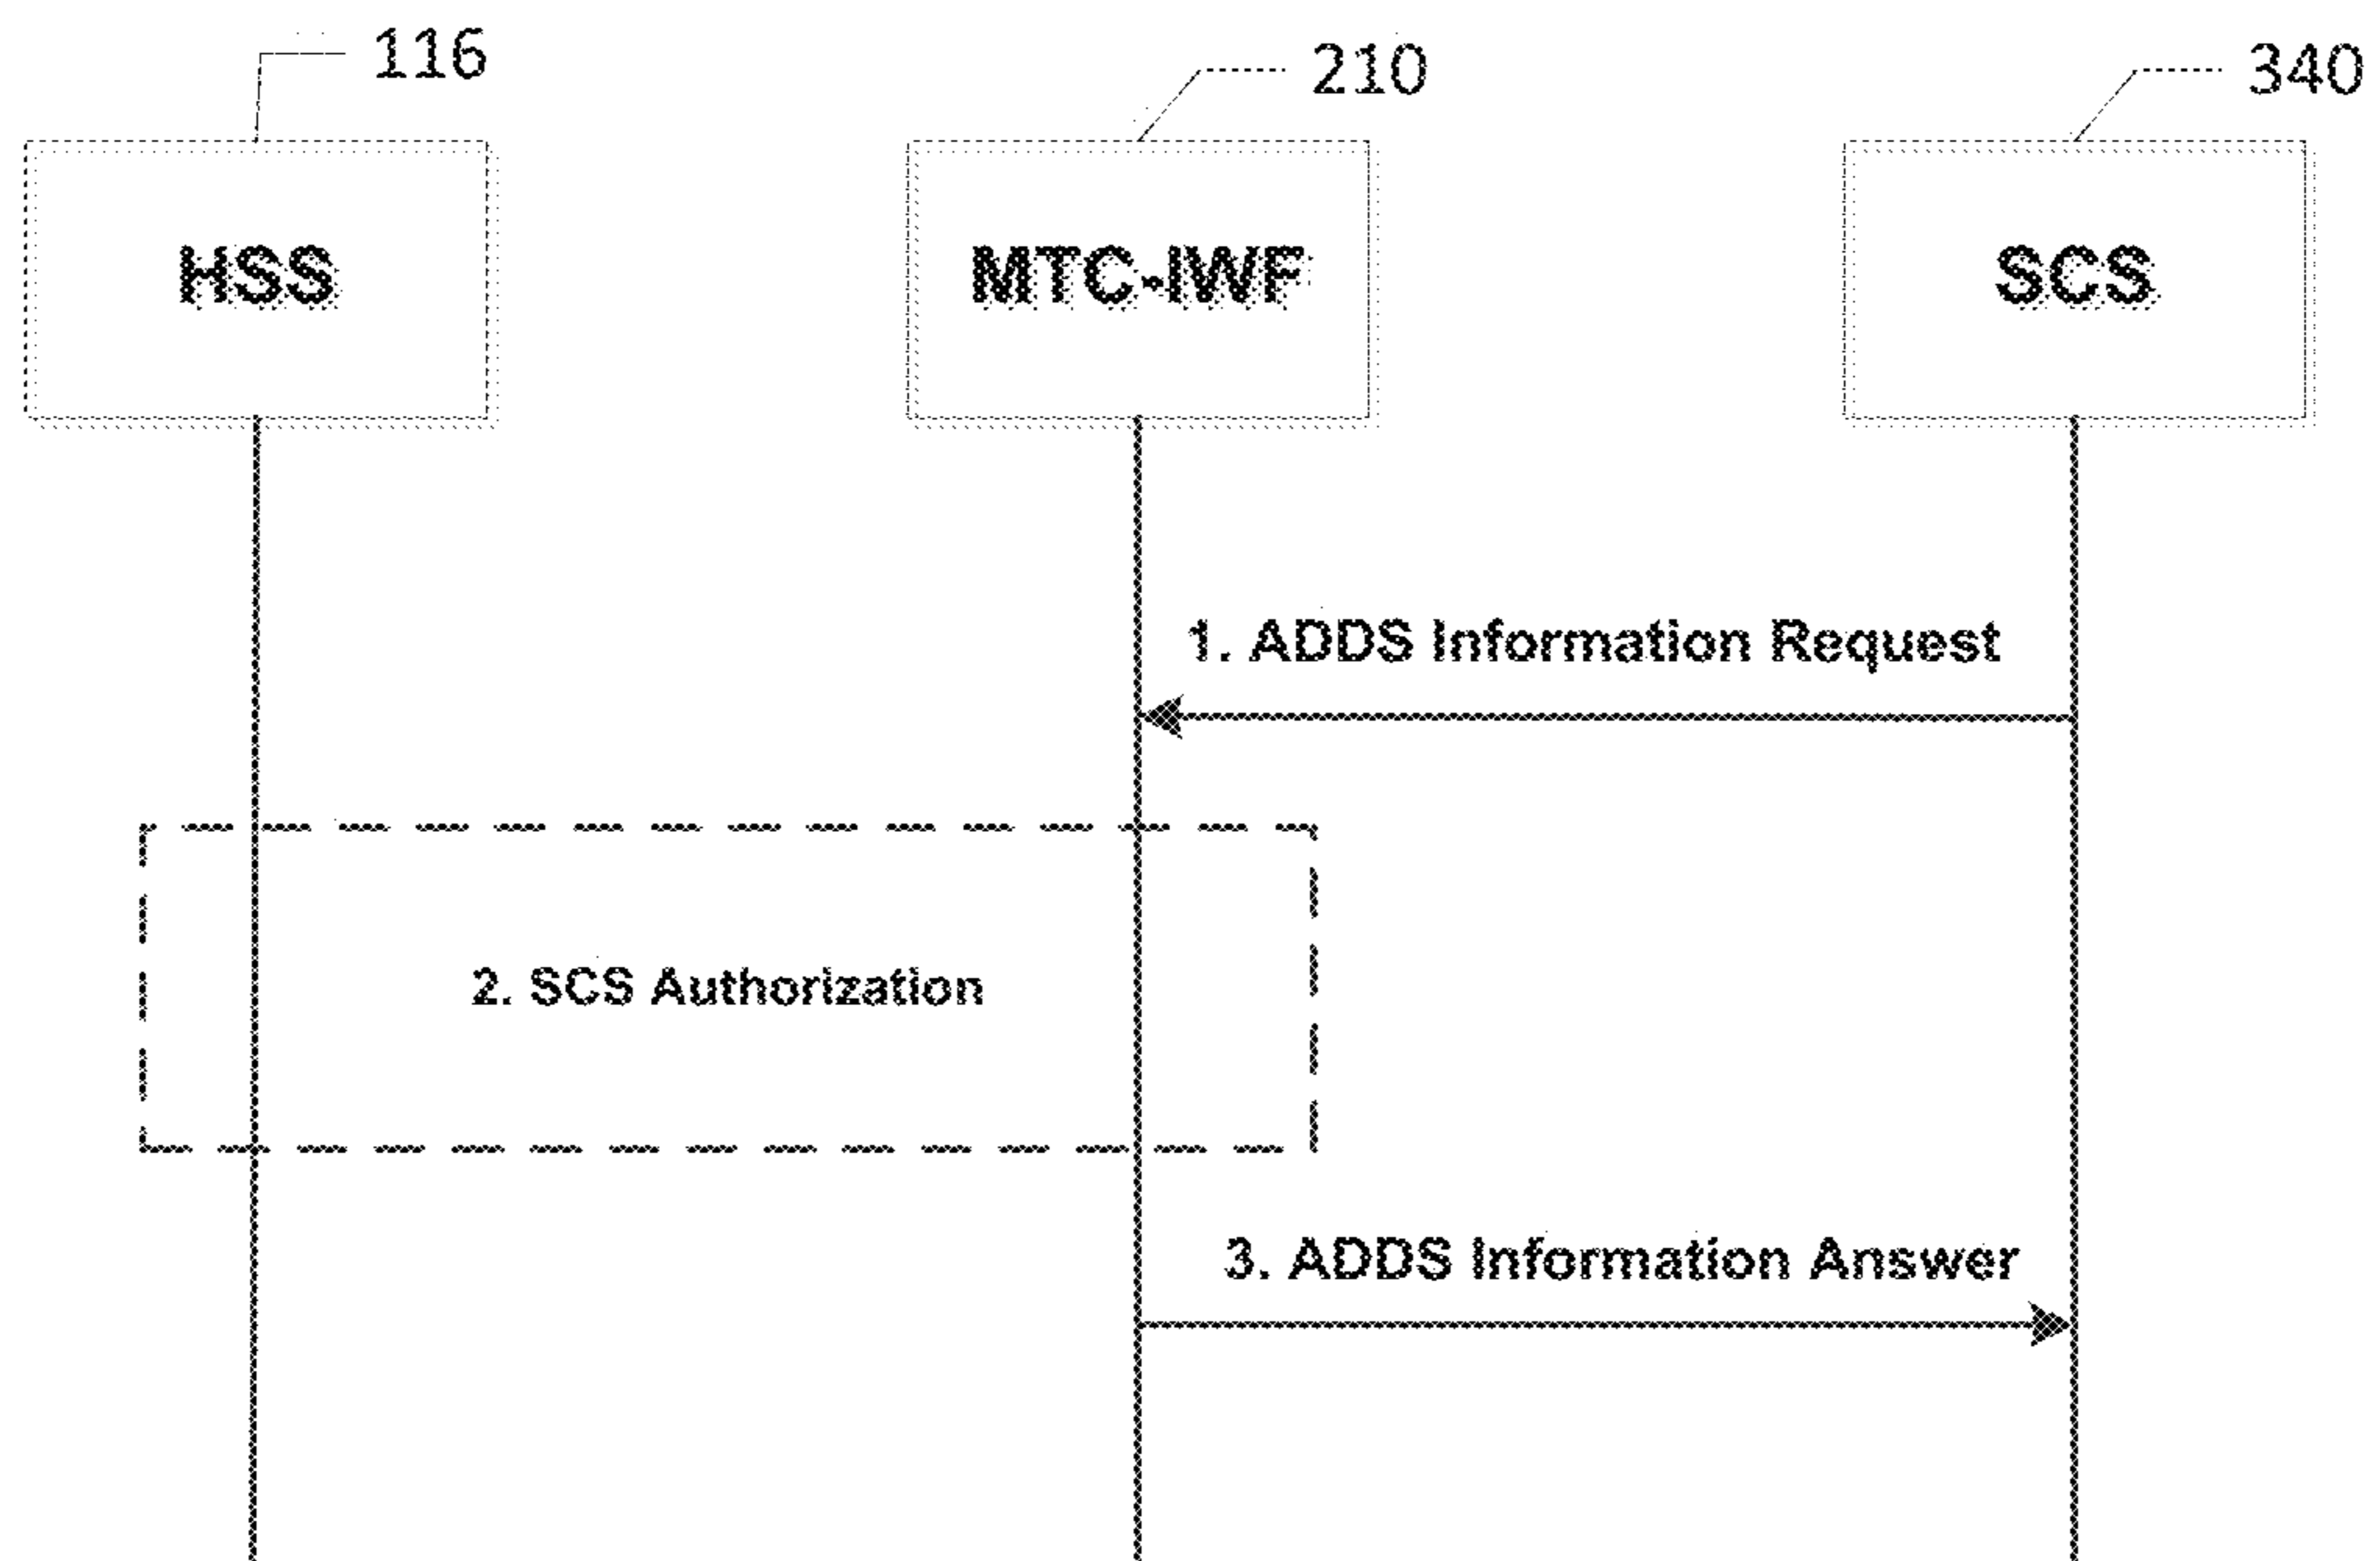 116
210
340
HSS
MTC-IWF
SCS
1. ADDS Information Request
2. SCS Authorization
3. ADDS Information Answer